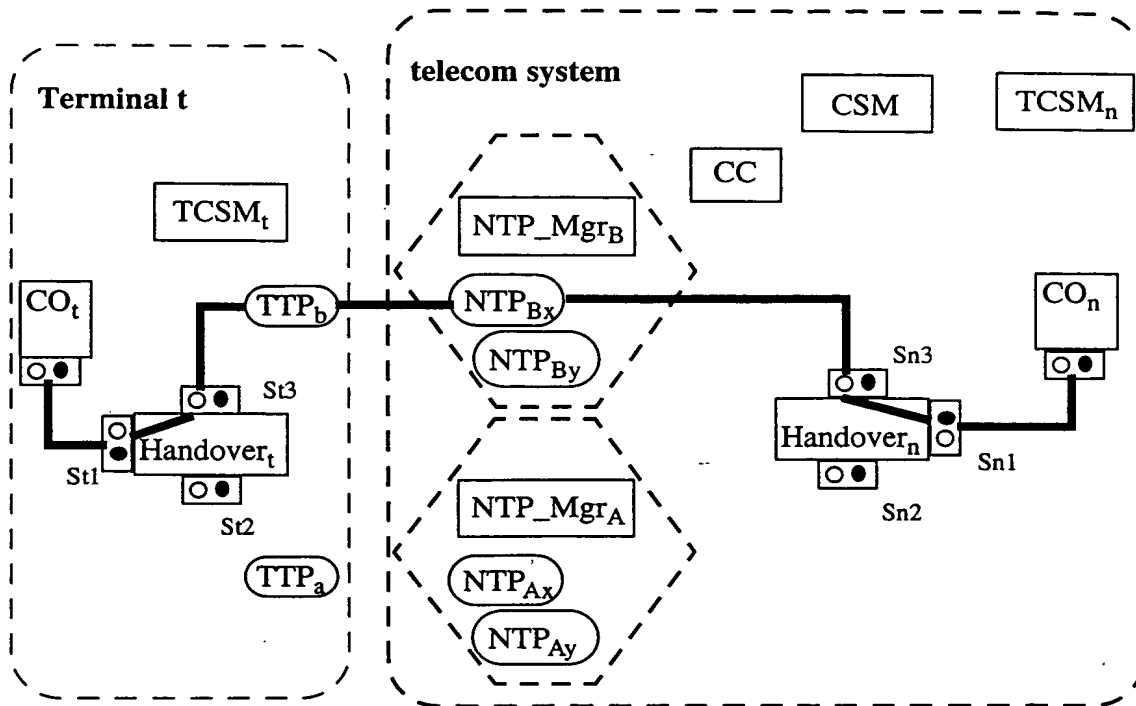 Terminal t
telecom system
CSM
TCSMn
CC
TCSMt
NTP_MgrB
COt
TTPb
NTPBx
COn
NTPBy
St3
Sn3
Handovert
Handovern
St1
Sn1
St2
Sn2
NTP_MgrA
TTPa
NTPAx
NTPAy